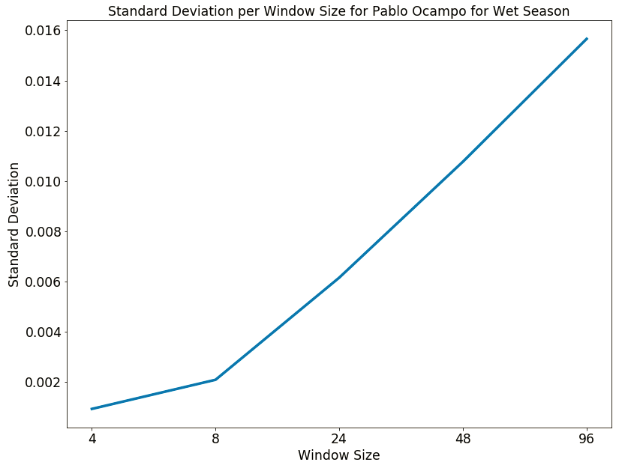 Standard Deviation per Window Size for Pablo Ocampo for Wet Season
0.016
0.014
0.012
0.010
0.008
0.006
0.004
0.002
Standard Deviation
4 8 24 48 96
Window Size